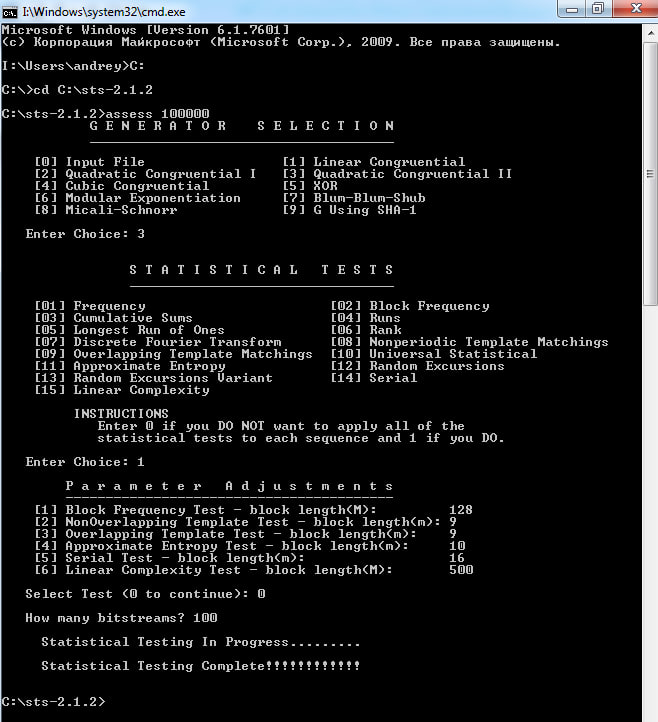 I:\Windows\system32\cmd.exe
Microsoft Windows [Version 6.1.7601]
(c) Корпорация Майкрософт (Microsoft Corp.), 2009. Все права защищены.
I:\Users\andrey>C:
C:\>cd C:\sts-2.1.2
C:\sts-2.1.2>assess 100000
G E N E R A T O R    S E L E C T I O N
[0] Input File [1] Linear Congruential
[2] Quadratic Congruential I [3] Quadratic Congruential II
[4] Cubic Congruential [5] XOR
[6] Modular Exponentiation [7] Blum-Blum-Shub
[8] Micali-Schnorr [9] G Using SHA-1
Enter Choice: 3
S T A T I S T I C A L    T E S T S
[01] Frequency [02] Block Frequency
[03] Cumulative Sums [04] Runs
[05] Longest Run of Ones [06] Rank
[07] Discrete Fourier Transform [08] Nonperiodic Template Matchings
[09] Overlapping Template Matchings [10] Universal Statistical
[11] Approximate Entropy [12] Random Excursions
[13] Random Excursions Variant [14] Serial
[15] Linear Complexity
INSTRUCTIONS
Enter 0 if you DO NOT want to apply all of the
statistical tests to each sequence and 1 if you DO.
Enter Choice: 1
P a r a m e t e r    A d j u s t m e n t s
[1] Block Frequency Test - block length(M): 128
[2] NonOverlapping Template Test - block length(m): 9
[3] Overlapping Template Test - block length(m): 9
[4] Approximate Entropy Test - block length(m): 10
[5] Serial Test - block length(m): 16
[6] Linear Complexity Test - block length(M): 500
Select Test (0 to continue): 0
How many bitstreams? 100
Statistical Testing In Progress.........
Statistical Testing Complete!!!!!!!!!!!!
C:\sts-2.1.2>